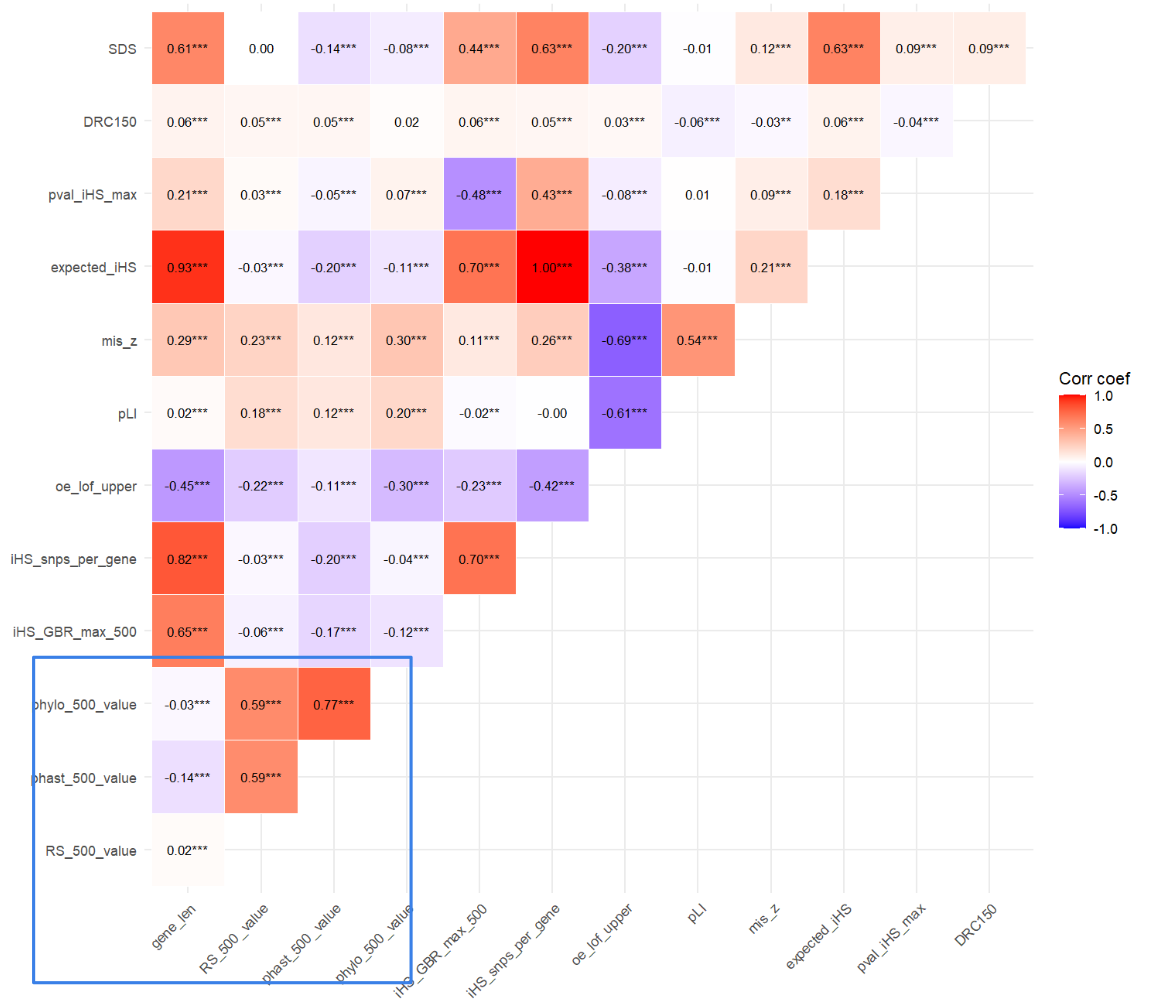 SDS 0.61*** 0.00 -0.14*** -0.08*** 0.44*** 0.63*** -0.20*** -0.01 0.12*** 0.63*** 0.09*** 0.09***
DRC150 0.06*** 0.05*** 0.05*** 0.02 0.06*** 0.05*** 0.03*** -0.06*** -0.03** 0.06*** -0.04***
pval_iHS_max 0.21*** 0.03*** -0.05*** 0.07*** -0.48*** 0.43*** -0.08*** 0.01 0.09*** 0.18***
expected_iHS 0.93*** -0.03*** -0.20*** -0.11*** 0.70*** 1.00*** -0.38*** -0.01 0.21***
mis_z 0.29*** 0.23*** 0.12*** 0.30*** 0.11*** 0.26*** -0.69*** 0.54***
pLI 0.02*** 0.18*** 0.12*** 0.20*** -0.02** -0.00 -0.61***
oe_lof_upper -0.45*** -0.22*** -0.11*** -0.30*** -0.23*** -0.42***
iHS_snps_per_gene 0.82*** -0.03*** -0.20*** -0.04*** 0.70***
iHS_GBR_max_500 0.65*** -0.06*** -0.17*** -0.12***
phylo_500_value -0.03*** 0.59*** 0.77***
phast_500_value -0.14*** 0.59***
RS_500_value 0.02***
gene_len RS_500_value phast_500_value phylo_500_value iHS_GBR_max_500 iHS_snps_per_gene oe_lof_upper pLI mis_z expected_iHS pval_iHS_max DRC150
Corr coef
1.0
0.5
0.0
-0.5
-1.0